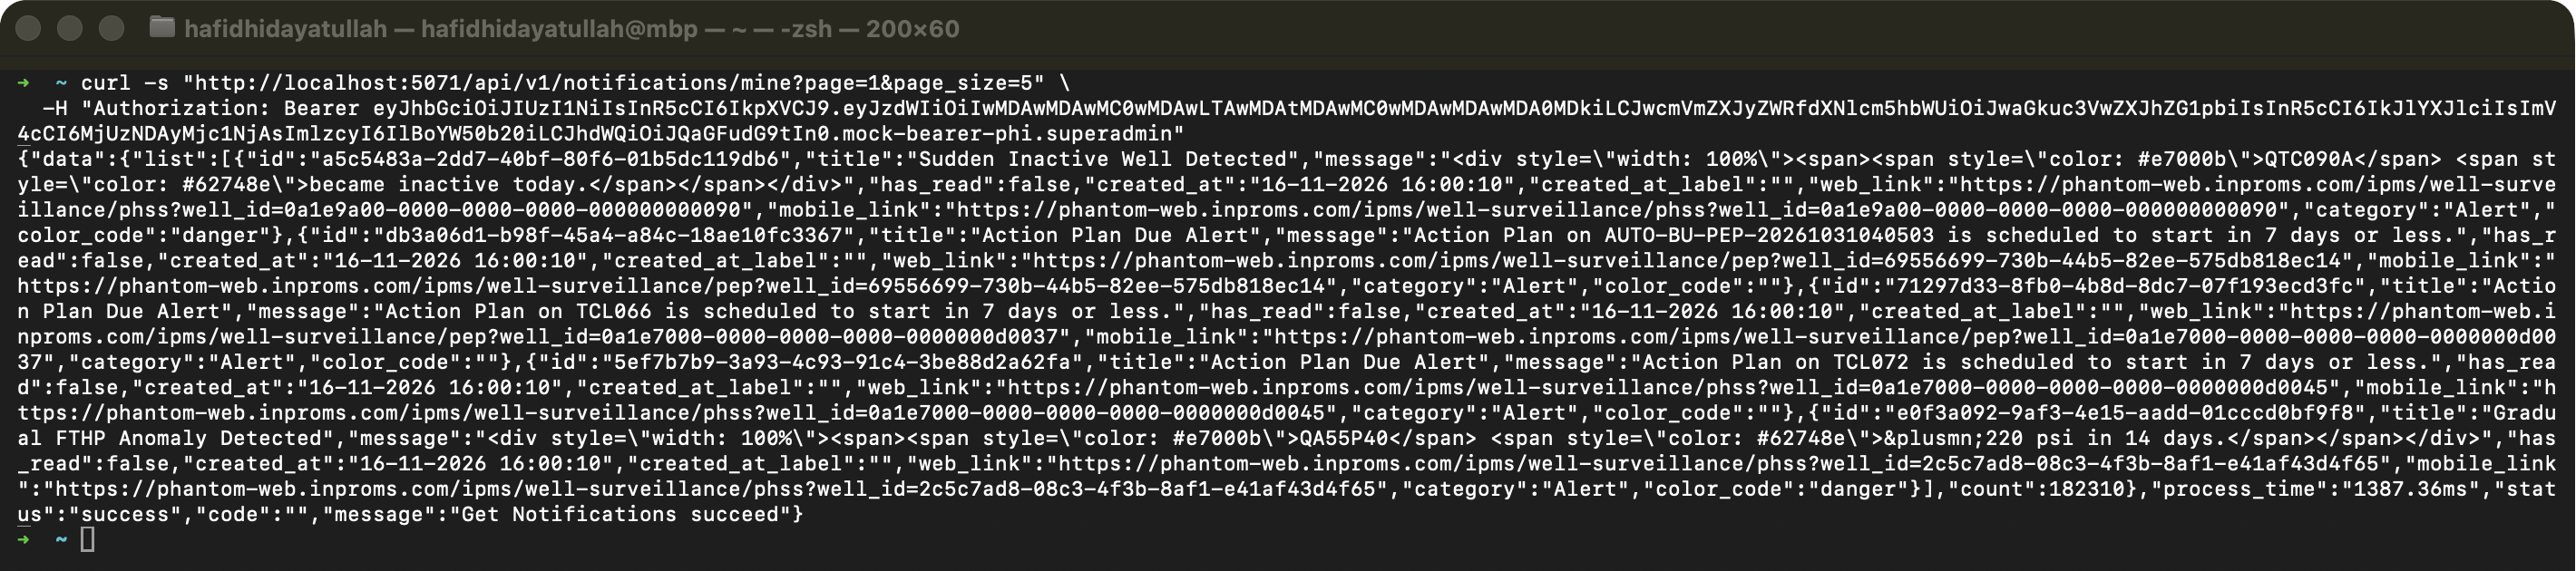 hafidhidayatullah — hafidhidayatullah@mbp — ~ — -zsh — 200×60
➜  ~ curl -s "http://localhost:5071/api/v1/notifications/mine?page=1&page_size=5" \
  -H "Authorization: Bearer eyJhbGciOiJIUzI1NiIsInR5cCI6IkpXVCJ9.eyJzdWIiOiIwMDAwMDAwMC0wMDAwLTAwMDAtMDAwMC0wMDAwMDAwMDA0MDkiLCJwcmVmZXJyZWRfdXNlcm5hbWUiOiJwaGkuc3VwZXJhZG1pbiIsInR5cCI6IkJlYXJlciIsImV
4cCI6MjUzNDAyMjc1NjAsImlzcyI6IlBoYW50b20iLCJhdWQiOiJQaGFudG9tIn0.mock-bearer-phi.superadmin"
{"data":{"list":[{"id":"a5c5483a-2dd7-40bf-80f6-01b5dc119db6","title":"Sudden Inactive Well Detected","message":"<div style=\"width: 100%\"><span><span style=\"color: #e7000b\">QTC090A</span> <span st
yle=\"color: #62748e\">became inactive today.</span></span></div>","has_read":false,"created_at":"16-11-2026 16:00:10","created_at_label":"","web_link":"https://phantom-web.inproms.com/ipms/well-surve
illance/phss?well_id=0a1e9a00-0000-0000-0000-000000000090","mobile_link":"https://phantom-web.inproms.com/ipms/well-surveillance/phss?well_id=0a1e9a00-0000-0000-0000-000000000090","category":"Alert","
color_code":"danger"},{"id":"db3a06d1-b98f-45a4-a84c-18ae10fc3367","title":"Action Plan Due Alert","message":"Action Plan on AUTO-BU-PEP-20261031040503 is scheduled to start in 7 days or less.","has_r
ead":false,"created_at":"16-11-2026 16:00:10","created_at_label":"","web_link":"https://phantom-web.inproms.com/ipms/well-surveillance/pep?well_id=69556699-730b-44b5-82ee-575db818ec14","mobile_link":"
https://phantom-web.inproms.com/ipms/well-surveillance/pep?well_id=69556699-730b-44b5-82ee-575db818ec14","category":"Alert","color_code":""},{"id":"71297d33-8fb0-4b8d-8dc7-07f193ecd3fc","title":"Actio
n Plan Due Alert","message":"Action Plan on TCL066 is scheduled to start in 7 days or less.","has_read":false,"created_at":"16-11-2026 16:00:10","created_at_label":"","web_link":"https://phantom-web.i
nproms.com/ipms/well-surveillance/pep?well_id=0a1e7000-0000-0000-0000-0000000d0037","mobile_link":"https://phantom-web.inproms.com/ipms/well-surveillance/pep?well_id=0a1e7000-0000-0000-0000-0000000d00
37","category":"Alert","color_code":""},{"id":"5ef7b7b9-3a93-4c93-91c4-3be88d2a62fa","title":"Action Plan Due Alert","message":"Action Plan on TCL072 is scheduled to start in 7 days or less.","has_rea
d":false,"created_at":"16-11-2026 16:00:10","created_at_label":"","web_link":"https://phantom-web.inproms.com/ipms/well-surveillance/phss?well_id=0a1e7000-0000-0000-0000-0000000d0045","mobile_link":"h
ttps://phantom-web.inproms.com/ipms/well-surveillance/phss?well_id=0a1e7000-0000-0000-0000-0000000d0045","category":"Alert","color_code":""},{"id":"e0f3a092-9af3-4e15-aadd-01cccd0bf9f8","title":"Gradu
al FTHP Anomaly Detected","message":"<div style=\"width: 100%\"><span><span style=\"color: #e7000b\">QA55P40</span> <span style=\"color: #62748e\">&plusmn;220 psi in 14 days.</span></span></div>","has
_read":false,"created_at":"16-11-2026 16:00:10","created_at_label":"","web_link":"https://phantom-web.inproms.com/ipms/well-surveillance/phss?well_id=2c5c7ad8-08c3-4f3b-8af1-e41af43d4f65","mobile_link
":"https://phantom-web.inproms.com/ipms/well-surveillance/phss?well_id=2c5c7ad8-08c3-4f3b-8af1-e41af43d4f65","category":"Alert","color_code":"danger"}],"count":182310},"process_time":"1387.36ms","stat
us":"success","code":"","message":"Get Notifications succeed"}
➜  ~